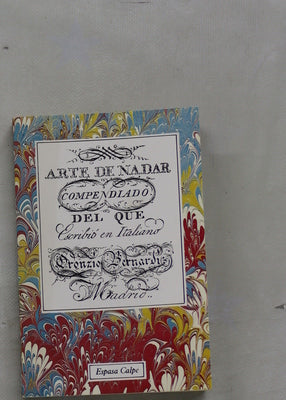 ARTE DE NADAR
COMPENDIADO
DEL QUE
Escribió en Italiano
Oronzio Bernardi
Madrid..
Espasa Calpe